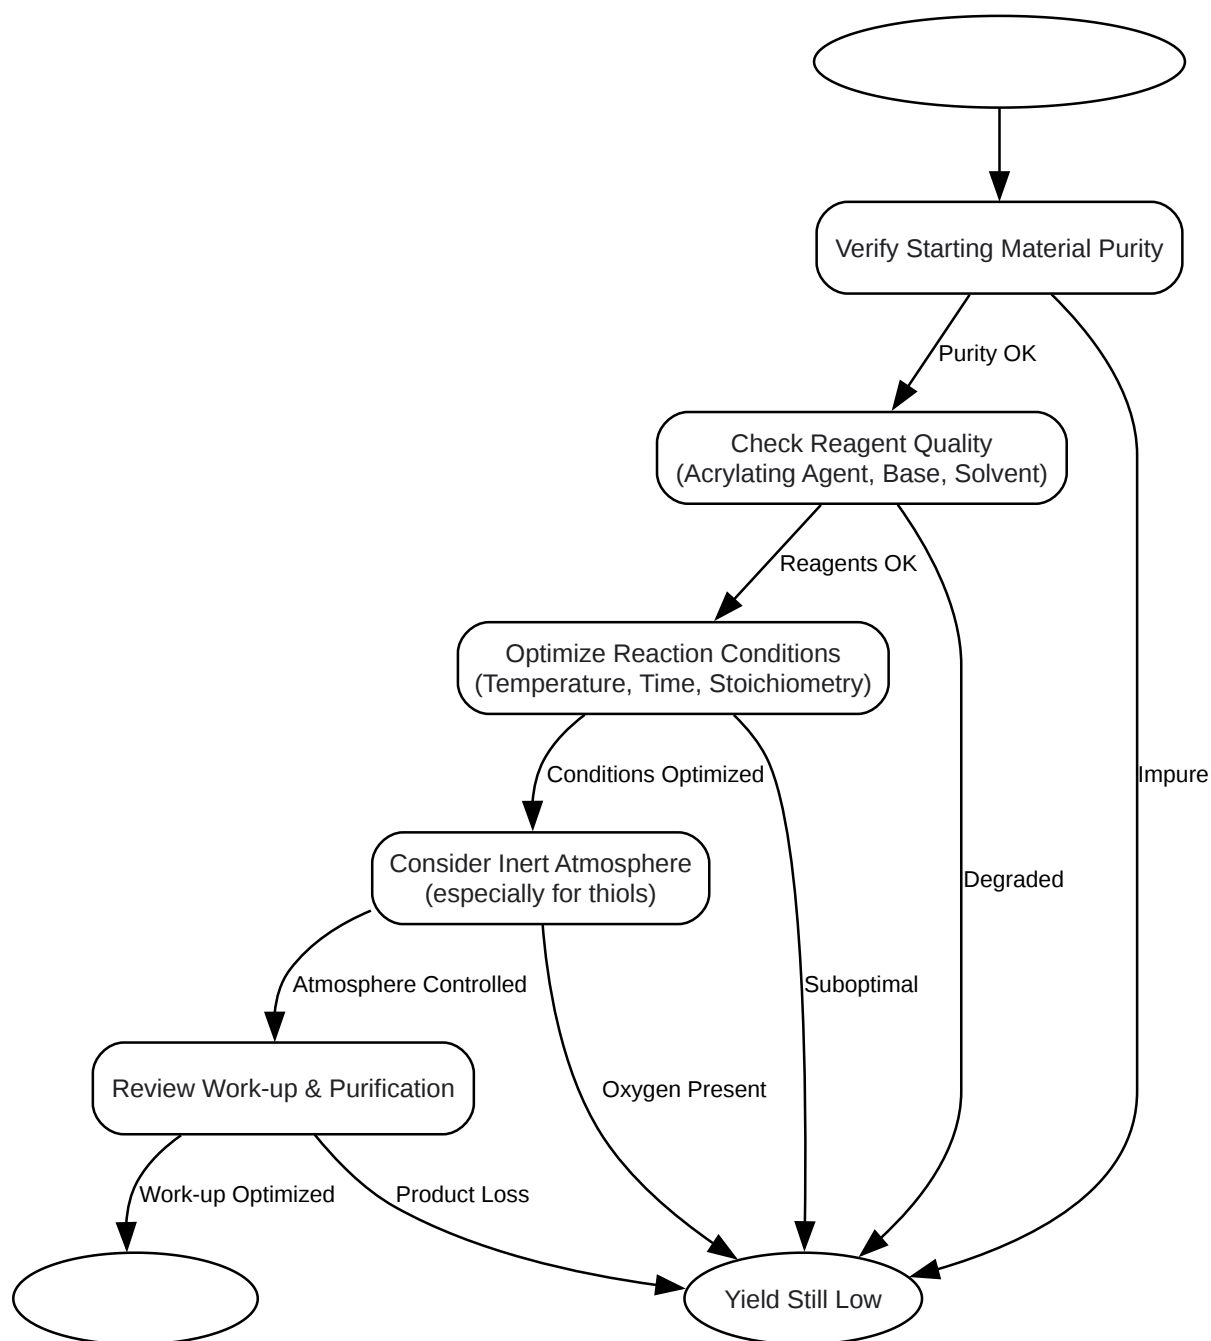 Verify Starting Material Purity
Purity OK
Check Reagent Quality
(Acrylating Agent, Base, Solvent)
Reagents OK
Optimize Reaction Conditions
(Temperature, Time, Stoichiometry)
Conditions Optimized
Impure
Consider Inert Atmosphere
(especially for thiols)
Degraded
Atmosphere Controlled
Suboptimal
Review Work-up & Purification
Oxygen Present
Work-up Optimized
Product Loss
Yield Still Low